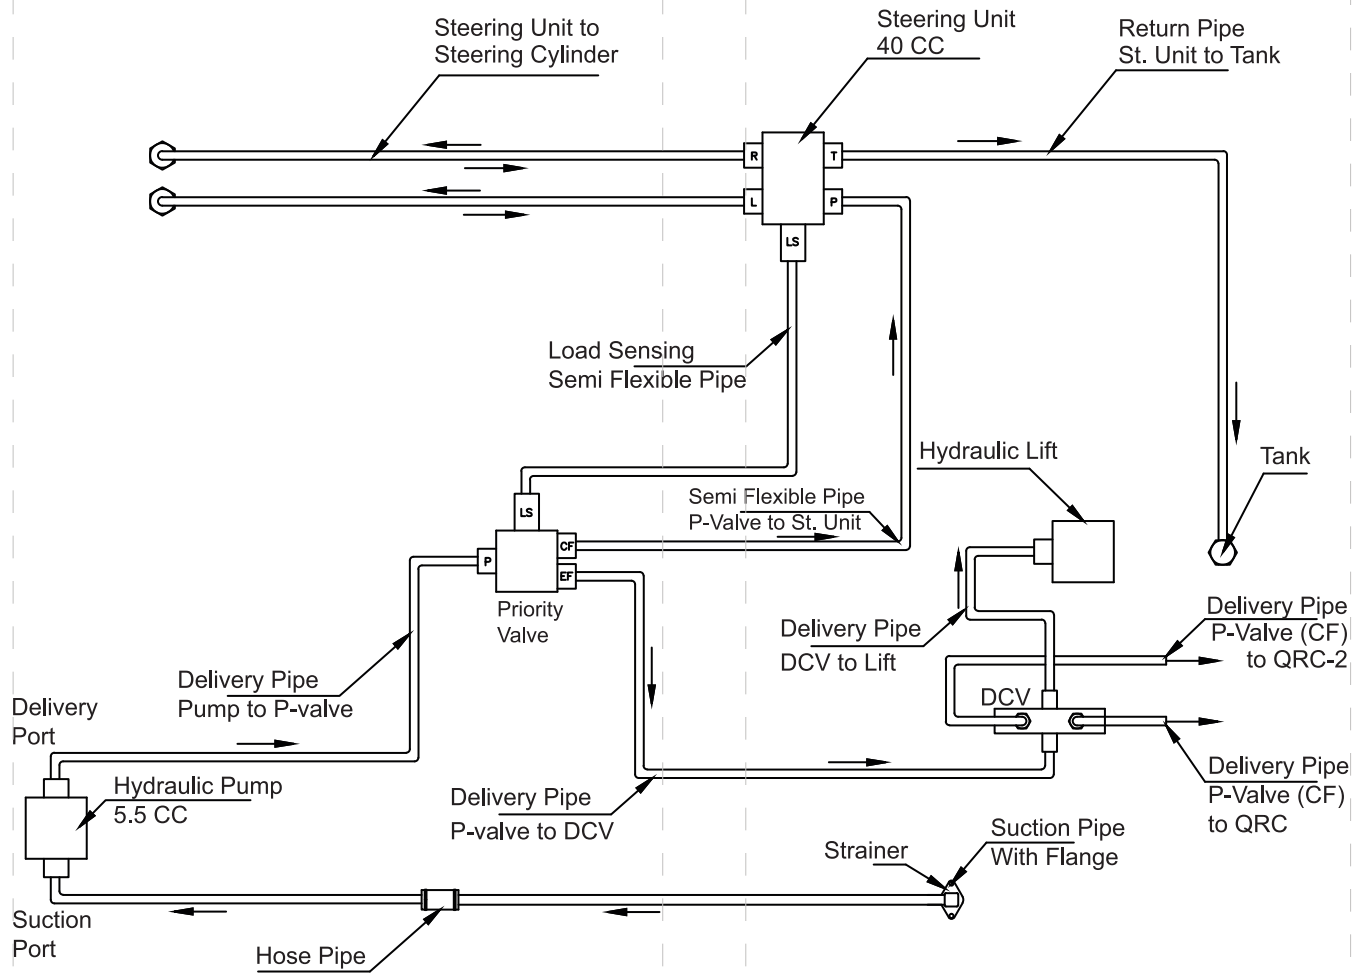 Steering Unit to
Steering Cylinder
Steering Unit
40 CC
Return Pipe
St. Unit to Tank
R
T
L
P
LS
Load Sensing
Semi Flexible Pipe
Hydraulic Lift
Tank
Semi Flexible Pipe
P-Valve to St. Unit
LS
P
CF
EF
Priority
Valve
Delivery Pipe
DCV to Lift
Delivery Pipe
P-Valve (CF)
to QRC-2
Delivery Pipe
Pump to P-valve
DCV
Delivery
Port
Hydraulic Pump
5.5 CC
Delivery Pipe
P-valve to DCV
Delivery Pipe
P-Valve (CF)
to QRC
Strainer
Suction Pipe
With Flange
Suction
Port
Hose Pipe